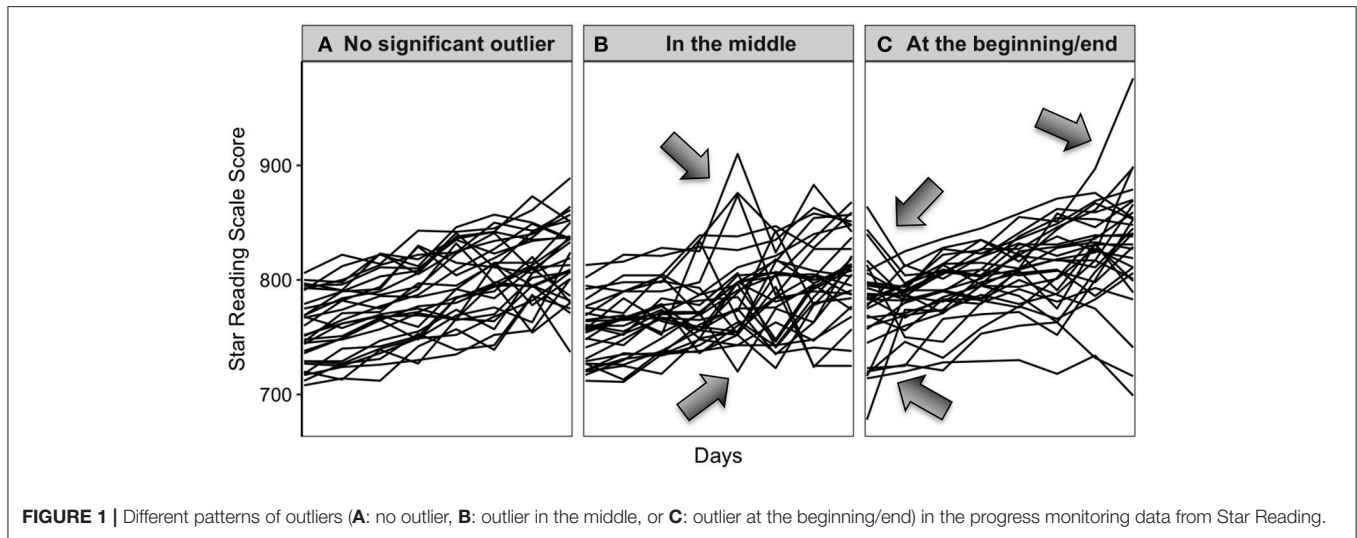 A No significant outlier
B In the middle
C At the beginning/end
Star Reading Scale Score
900
800
700
Days
FIGURE 1 | Different patterns of outliers (A: no outlier, B: outlier in the middle, or C: outlier at the beginning/end) in the progress monitoring data from Star Reading.